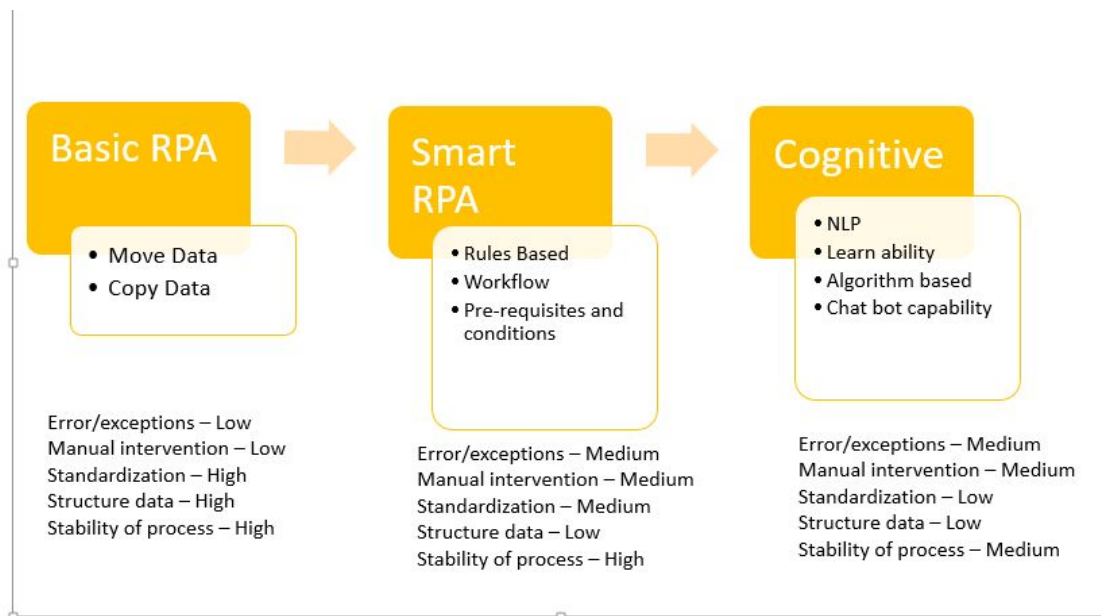 Basic RPA
• Move Data
• Copy Data
Error/exceptions – Low
Manual intervention – Low
Standardization – High
Structure data – High
Stability of process – High
Smart
RPA
• Rules Based
• Workflow
• Pre-requisites and
conditions
Error/exceptions – Medium
Manual intervention – Medium
Standardization – Medium
Structure data – Low
Stability of process – High
Cognitive
• NLP
• Learn ability
• Algorithm based
• Chat bot capability
Error/exceptions – Medium
Manual intervention – Medium
Standardization – Low
Structure data – Low
Stability of process – Medium